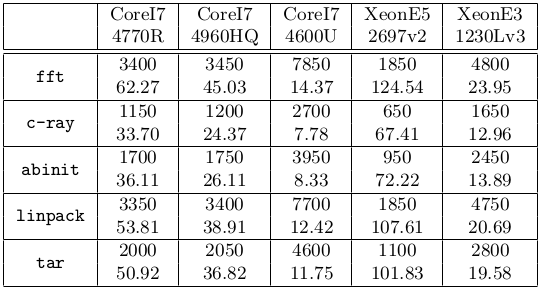 CoreI7 CoreI7 CoreI7 XeonE5 XeonE3
4770R 4960HQ 4600U 2697v2 1230Lv3
fft 3400 3450 7850 1850 4800
62.27 45.03 14.37 124.54 23.95
c-ray 1150 1200 2700 650 1650
33.70 24.37 7.78 67.41 12.96
abinit 1700 1750 3950 950 2450
36.11 26.11 8.33 72.22 13.89
linpack 3350 3400 7700 1850 4750
53.81 38.91 12.42 107.61 20.69
tar 2000 2050 4600 1100 2800
50.92 36.82 11.75 101.83 19.58